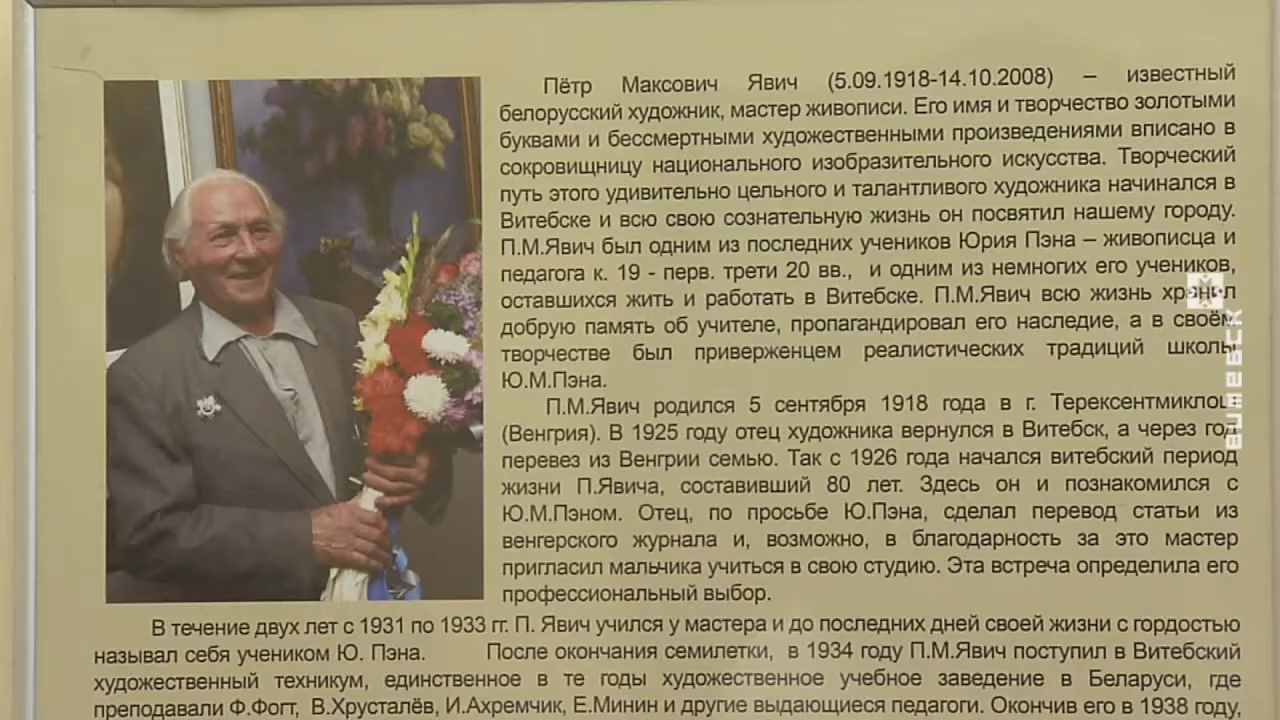 Пётр Максович Явич (5.09.1918-14.10.2008) – известный
белорусский художник, мастер живописи. Его имя и творчество золотыми
буквами и бессмертными художественными произведениями вписано в
сокровищницу национального изобразительного искусства. Творческий
путь этого удивительно цельного и талантливого художника начинался в
Витебске и всю свою сознательную жизнь он посвятил нашему городу.
П.М.Явич был одним из последних учеников Юрия Пэна – живописца и
педагога к. 19 - перв. трети 20 вв., и одним из немногих его учеников,
оставшихся жить и работать в Витебске. П.М.Явич всю жизнь хранил
добрую память об учителе, пропагандировал его наследие, а в своём
творчестве был приверженцем реалистических традиций школы
Ю.М.Пэна.
П.М.Явич родился 5 сентября 1918 года в г. Терексентмиклош
(Венгрия). В 1925 году отец художника вернулся в Витебск, а через год
перевез из Венгрии семью. Так с 1926 года начался витебский период
жизни П.Явича, составивший 80 лет. Здесь он и познакомился с
Ю.М.Пэном. Отец, по просьбе Ю.Пэна, сделал перевод статьи из
венгерского журнала и, возможно, в благодарность за это мастер
пригласил мальчика учиться в свою студию. Эта встреча определила его
профессиональный выбор.
В течение двух лет с 1931 по 1933 гг. П. Явич учился у мастера и до последних дней своей жизни с гордостью
называл себя учеником Ю. Пэна. После окончания семилетки, в 1934 году П.М.Явич поступил в Витебский
художественный техникум, единственное в те годы художественное учебное заведение в Беларуси, где
преподавали Ф.Фогт, В.Хрусталёв, И.Ахремчик, Е.Минин и другие выдающиеся педагоги. Окончив его в 1938 году,